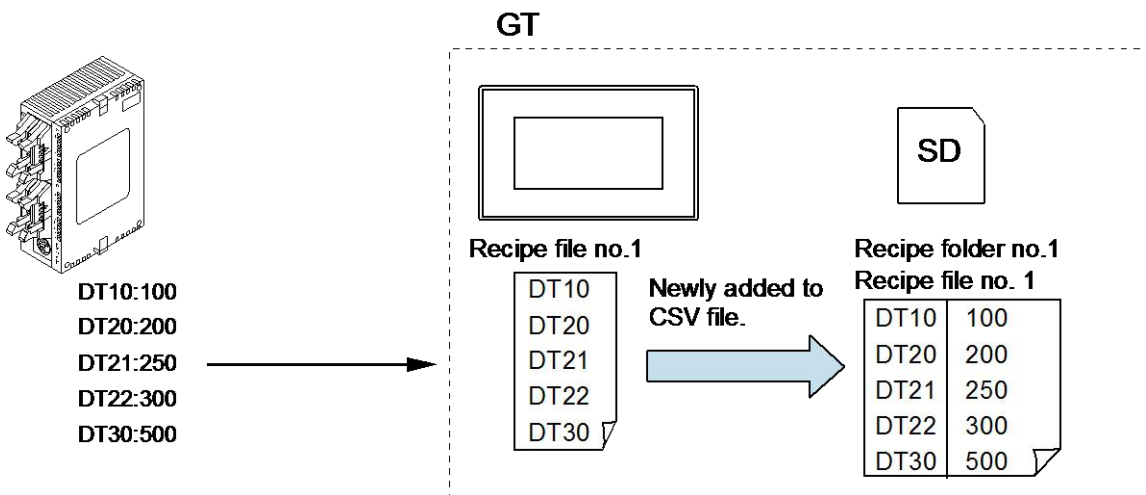 GT
SD
DT10:100
DT20:200
DT21:250
DT22:300
DT30:500
Recipe file no.1
DT10
DT20
DT21
DT22
DT30
Newly added to
CSV file.
Recipe folder no.1
Recipe file no. 1
DT10 100
DT20 200
DT21 250
DT22 300
DT30 500